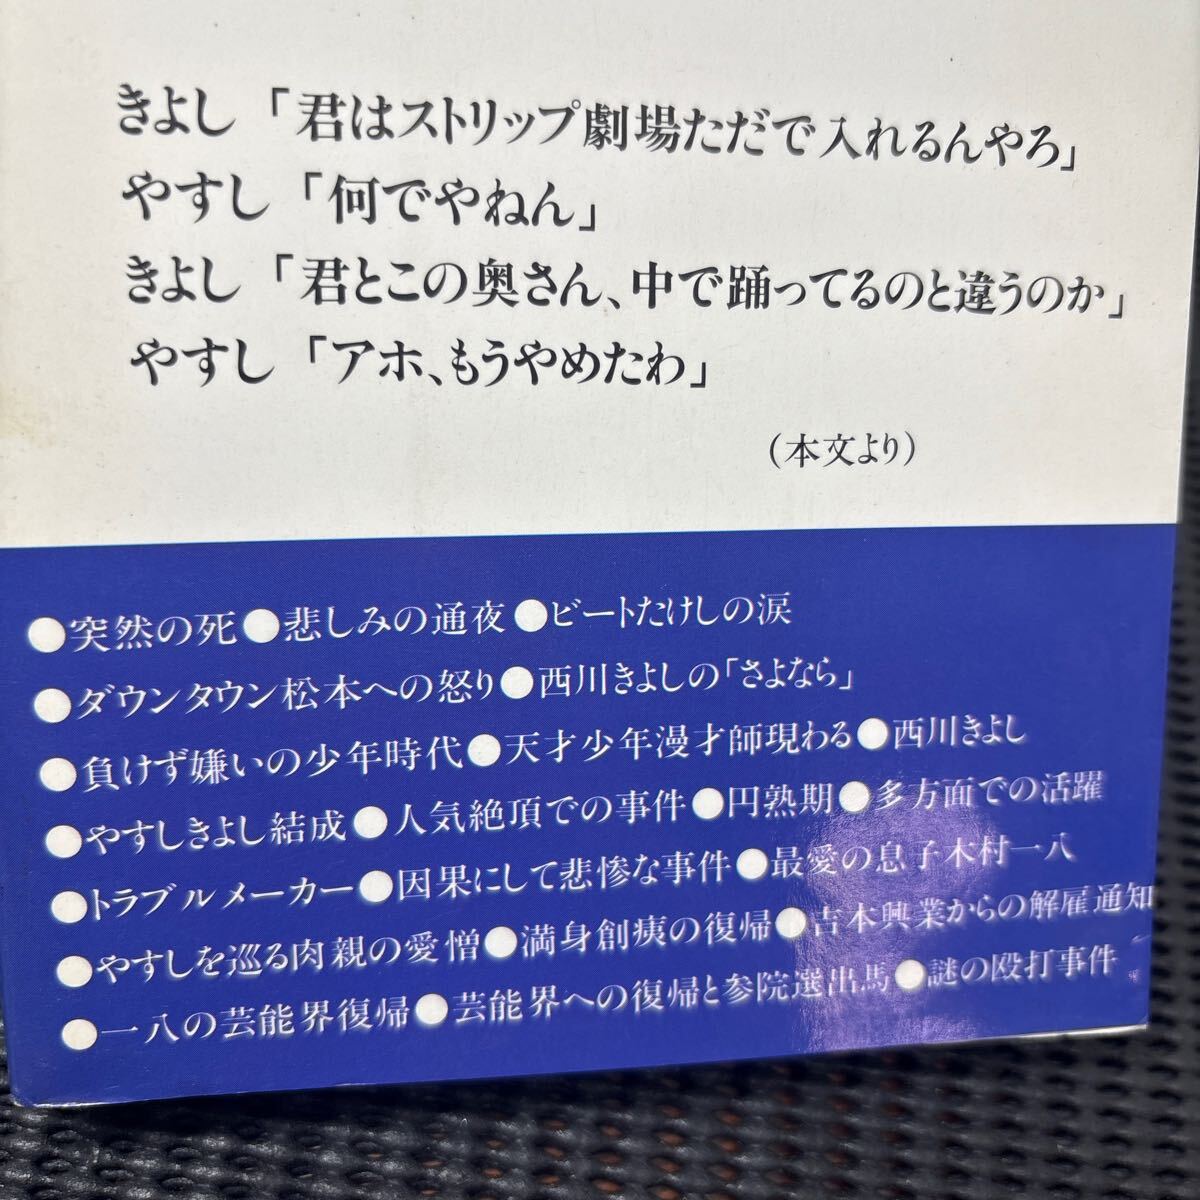 きよし「君はストリップ劇場ただで入れるんやろ」
やすし「何でやねん」
きよし「君とこの奥さん、中で踊ってるのと違うのか」
やすし「アホ、もうやめたわ」
(本文より)
●突然の死●悲しみの通夜●ビートたけしの涙
●ダウンタウン松本への怒り●西川きよしの「さよなら」
●負けず嫌いの少年時代●天才少年漫才師現わる●西川きよし
●やすしきよし結成●人気絶頂での事件●円熟期●多方面での活躍
●トラブルメーカー●因果にして悲惨な事件●最愛の息子木村一八
●やすしを巡る肉親の愛憎●満身創痍の復帰●吉本興業からの解雇通知
●一八の芸能界復帰●芸能界への復帰と参院選出馬●謎の殴打事件